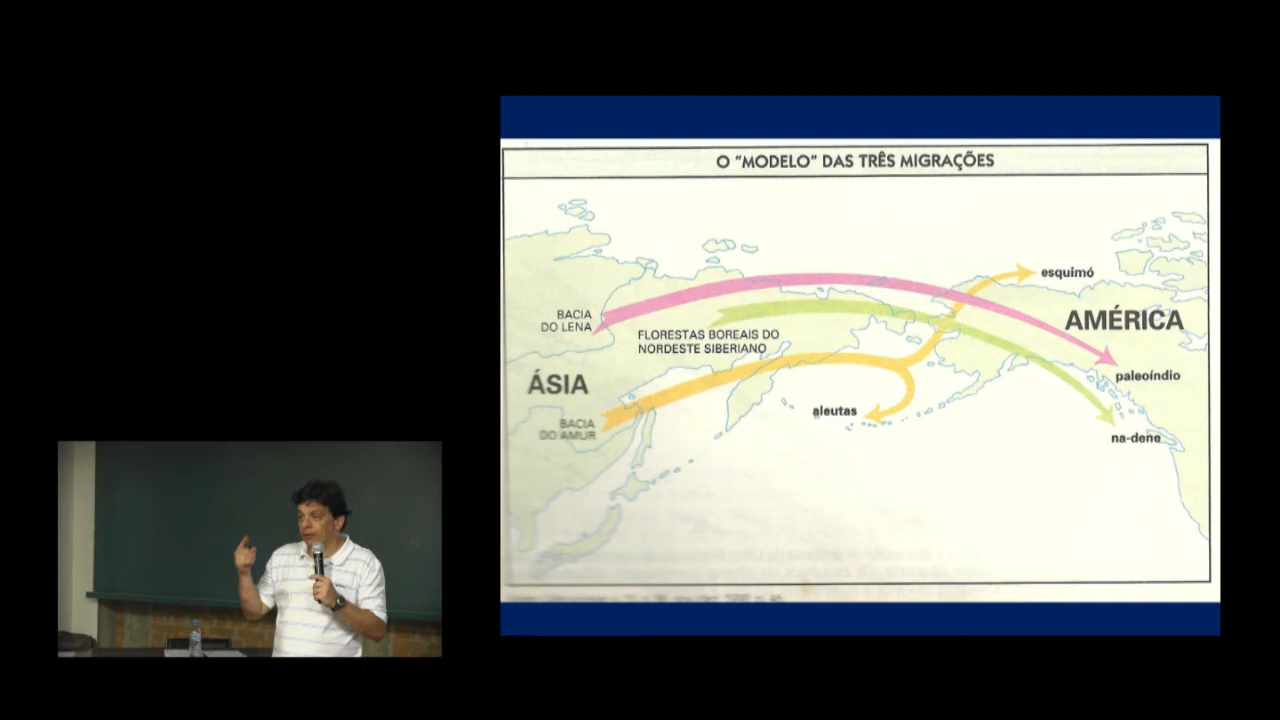 O “MODELO” DAS TRÊS MIGRAÇÕES
esquimó
BACIA
DO LENA
AMÉRICA
FLORESTAS BOREAIS DO
NORDESTE SIBERIANO
ÁSIA
paleoíndio
aleutas
BACIA
DO AMUR
na-dene